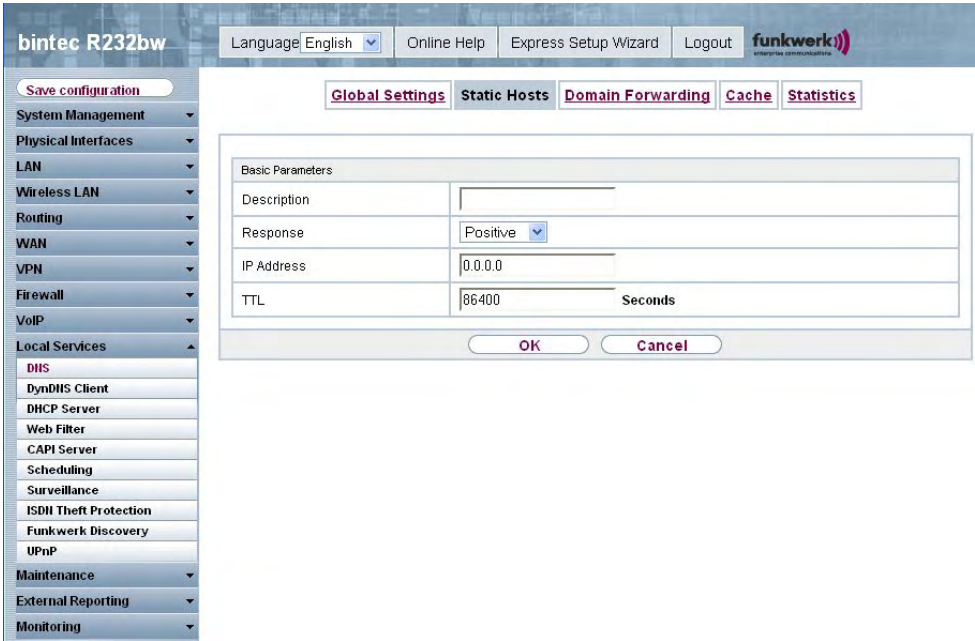 bintec R232bw
Language English
Online Help
Express Setup Wizard
Logout
funkwerk
enterprise communications
Save configuration
System Management
Physical Interfaces
LAN
Wireless LAN
Routing
WAN
VPN
Firewall
VoIP
Local Services
DNS
DynDNS Client
DHCP Server
Web Filter
CAPI Server
Scheduling
Surveillance
ISDN Theft Protection
Funkwerk Discovery
UPnP
Maintenance
External Reporting
Monitoring
Global Settings Static Hosts Domain Forwarding Cache Statistics
Basic Parameters
Description
Response Positive
IP Address 0.0.0.0
TTL 86400 Seconds
OK Cancel